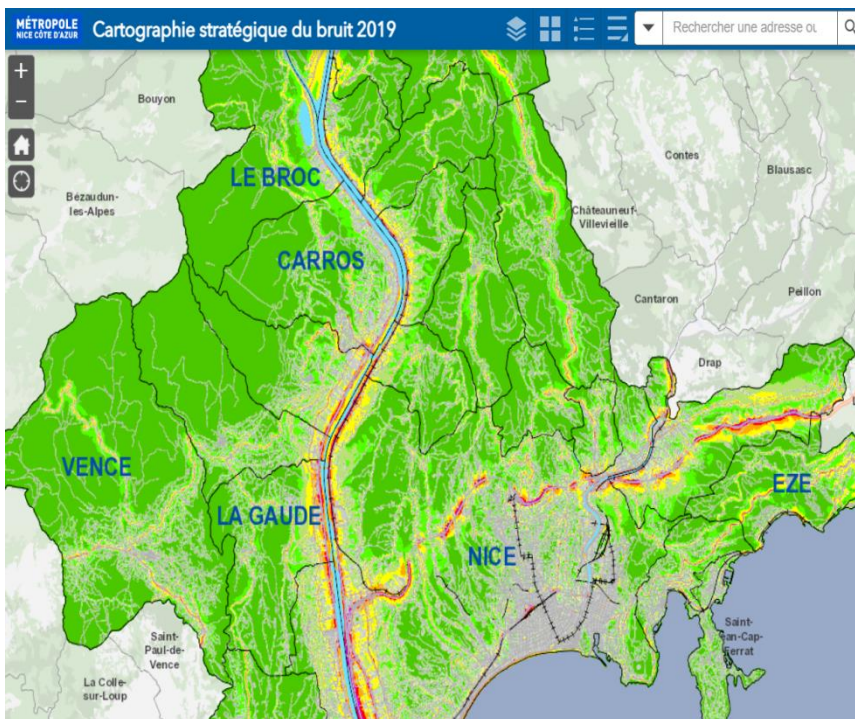 MÉTROPOLE
NICE CÔTE D'AZUR
Cartographie stratégique du bruit 2019
Rechercher une adresse ou
+
−
Bouyon
Contes
Blausasc
LE BROC
Bézaudun-
les-Alpes
Châteauneuf-
Villevieille
CARROS
Cantaron
Peillon
Drap
VENCE
EZE
LA GAUDE
NICE
Saint-
Paul-de-
Vence
Saint-
Jean-Cap-
Ferrat
La Colle-
sur-Loup